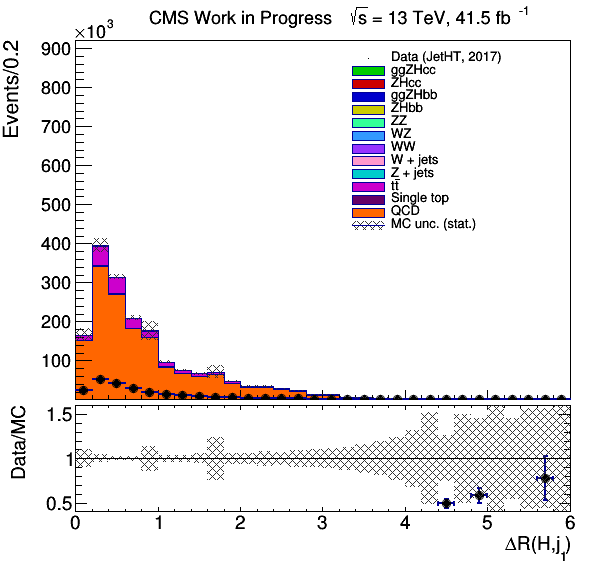 CMS Work in Progress √s = 13 TeV, 41.5 fb⁻¹
×10³
Events/0.2
900
800
700
600
500
400
300
200
100
Data (JetHT, 2017)
ggZHcc
ZHcc
ggZHbb
ZHbb
ZZ
WZ
WW
W + jets
Z + jets
tt̄
Single top
QCD
MC unc. (stat.)
Data/MC
1.5
1
0.5
0 1 2 3 4 5 6
ΔR(H,j₁)